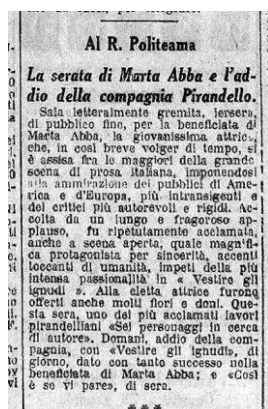 Al R. Politeama
La serata di Marta Abba e l'ad-
dio della compagnia Pirandello.
Sala letteralmente gremita, iersera,
di pubblico fine, per la beneficiata di
Marta Abba, la giovanissima attrice,
che, in così breve volger di tempo, si
è assisa fra le maggiori della grande
scena di prosa italiana, imponendosi
alla ammirazione dei pubblici di Ame-
rica e d'Europa, più intransigenti e
dei critici più autorevoli e rigidi. Ac-
colta da un lungo e fragoroso ap-
plauso, fu ripetutamente acclamata,
anche a scena aperta, quale magnifi-
ca protagonista per sincerità, accenti
toccanti di umanità, impeti della più
intensa passionalità in « Vestire gli
ignudi ». Alla eletta attrice furono
offerti anche molti fiori e doni. Que-
sta sera, uno dei più acclamati lavori
pirandelliani «Sei personaggi in cerca
di autore». Domani, addio della com-
pagnia, con «Vestire gli ignudi», di
giorno, dato con tanto successo nella
beneficiata di Marta Abba; e «Così
è se vi pare», di sera.
***